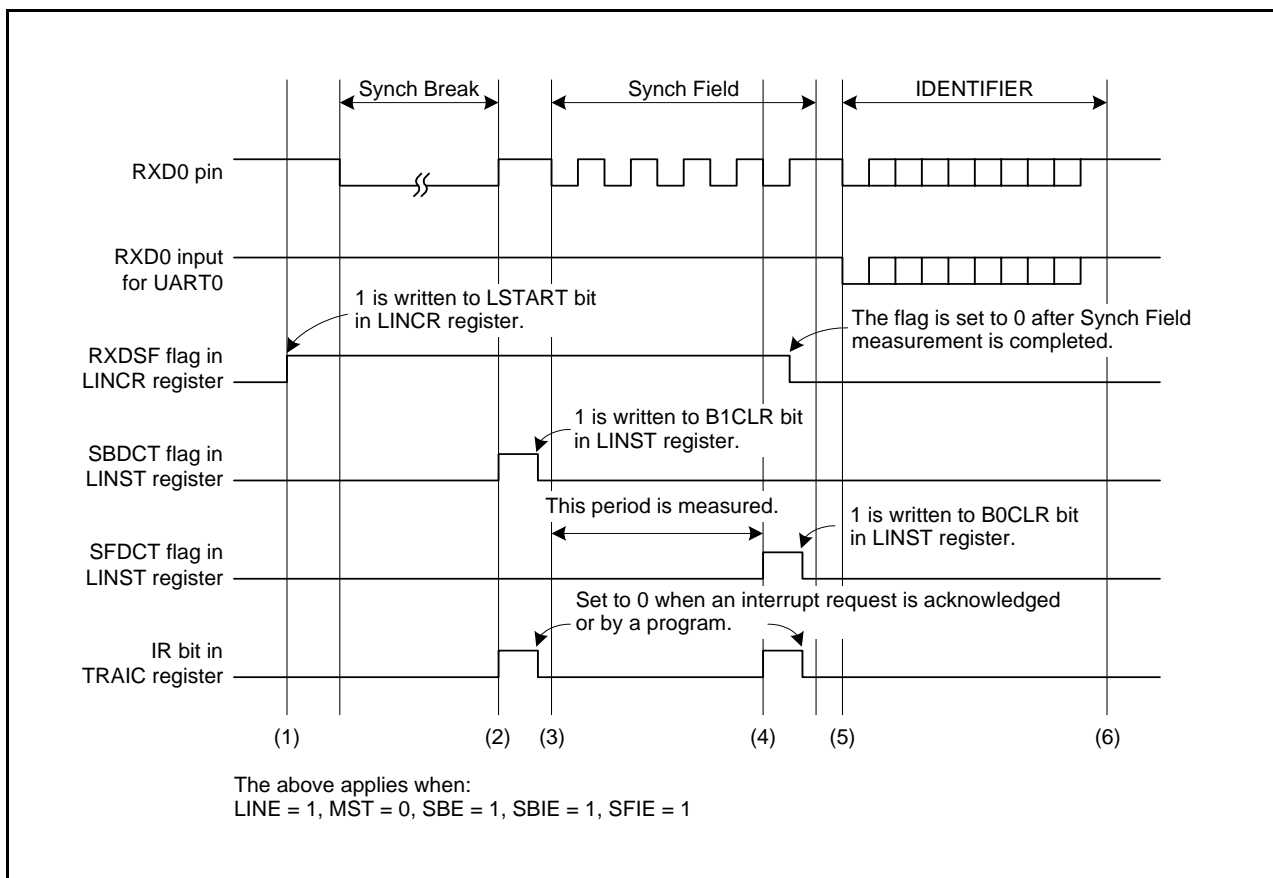 Synch Break
Synch Field
IDENTIFIER
RXD0 pin
RXD0 input
for UART0
1 is written to LSTART bit
in LINCR register.
The flag is set to 0 after Synch Field
measurement is completed.
RXDSF flag in
LINCR register
1 is written to B1CLR bit
in LINST register.
SBDCT flag in
LINST register
This period is measured.
1 is written to B0CLR bit
in LINST register.
SFDCT flag in
LINST register
Set to 0 when an interrupt request is acknowledged
or by a program.
IR bit in
TRAIC register
(1)
(2)
(3)
(4)
(5)
(6)
The above applies when:
LINE = 1, MST = 0, SBE = 1, SBIE = 1, SFIE = 1